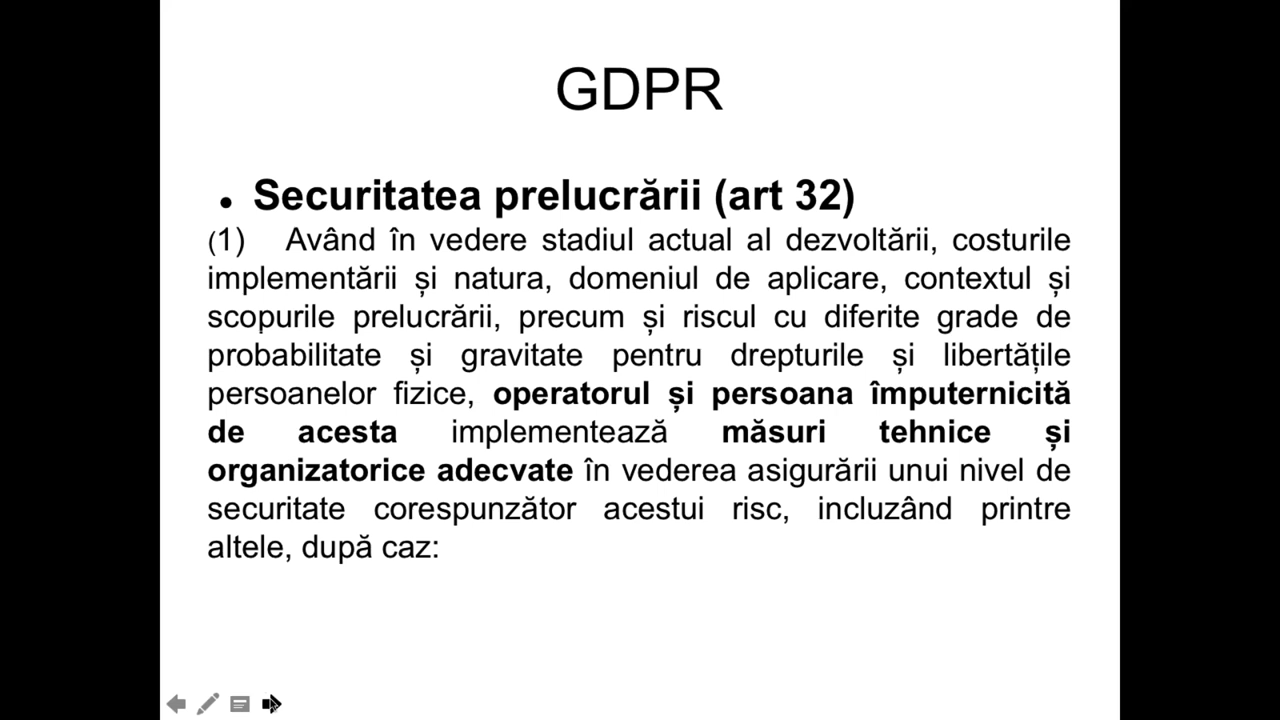 GDPR
● Securitatea prelucrării (art 32)
(1) Având în vedere stadiul actual al dezvoltării, costurile
implementării și natura, domeniul de aplicare, contextul și
scopurile prelucrării, precum și riscul cu diferite grade de
probabilitate și gravitate pentru drepturile și libertățile
persoanelor fizice, operatorul și persoana împuternicită
de acesta implementează măsuri tehnice și
organizatorice adecvate în vederea asigurării unui nivel de
securitate corespunzător acestui risc, incluzând printre
altele, după caz: